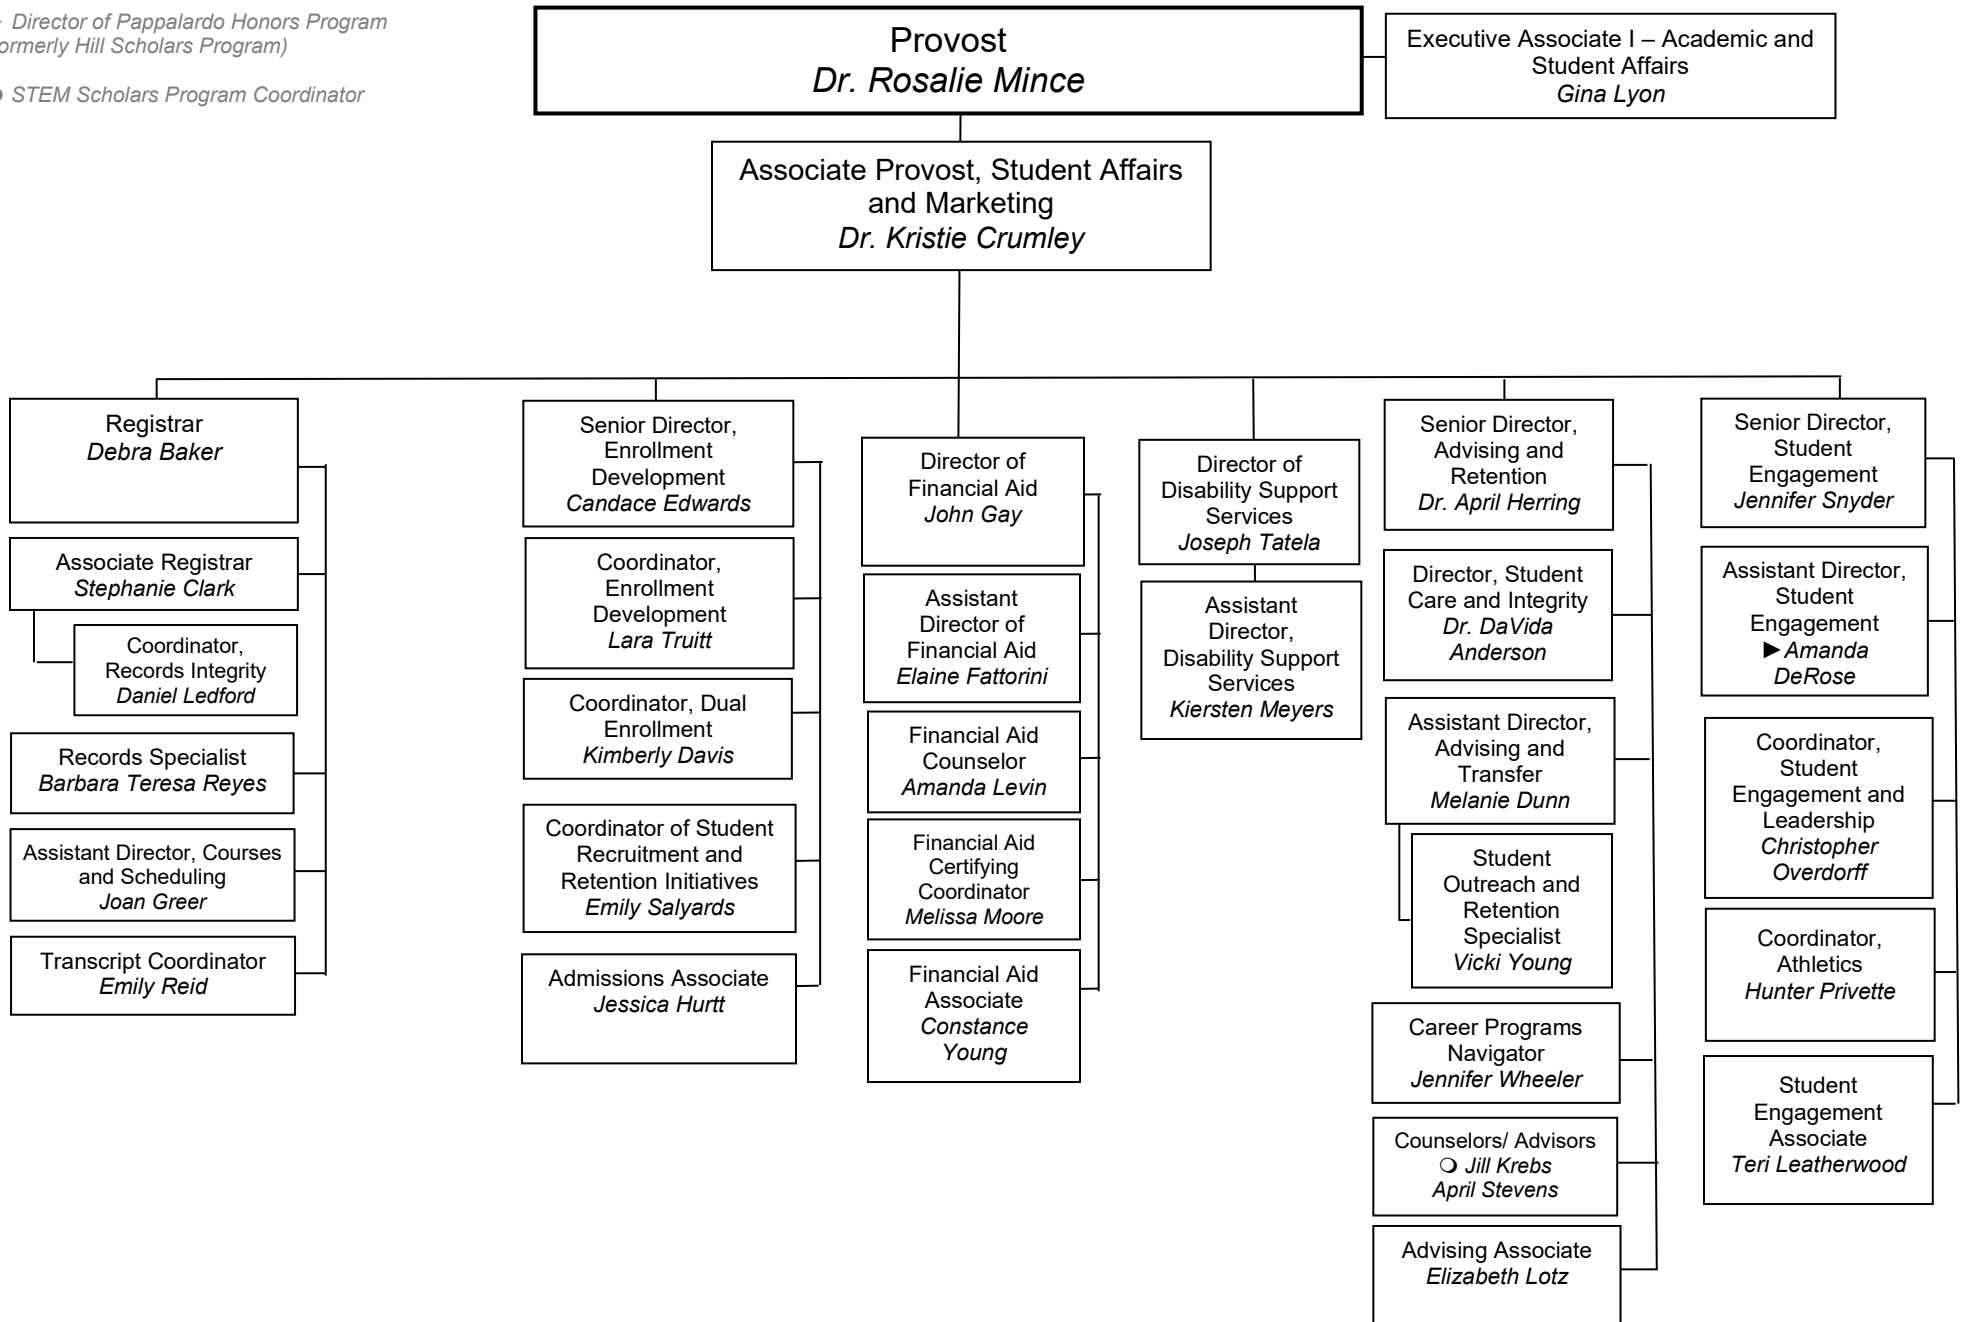 Director of Pappalardo Honors Program
ormerly Hill Scholars Program)
STEM Scholars Program Coordinator
Provost
Dr. Rosalie Mince
Executive Associate I – Academic and
Student Affairs
Gina Lyon
Associate Provost, Student Affairs
and Marketing
Dr. Kristie Crumley
Registrar
Debra Baker
Associate Registrar
Stephanie Clark
Coordinator,
Records Integrity
Daniel Ledford
Records Specialist
Barbara Teresa Reyes
Assistant Director, Courses
and Scheduling
Joan Greer
Transcript Coordinator
Emily Reid
Senior Director,
Enrollment
Development
Candace Edwards
Coordinator,
Enrollment
Development
Lara Truitt
Coordinator, Dual
Enrollment
Kimberly Davis
Coordinator of Student
Recruitment and
Retention Initiatives
Emily Salyards
Admissions Associate
Jessica Hurtt
Director of
Financial Aid
John Gay
Assistant
Director of
Financial Aid
Elaine Fattorini
Financial Aid
Counselor
Amanda Levin
Financial Aid
Certifying
Coordinator
Melissa Moore
Financial Aid
Associate
Constance
Young
Director of
Disability Support
Services
Joseph Tatela
Assistant
Director,
Disability Support
Services
Kiersten Meyers
Senior Director,
Advising and
Retention
Dr. April Herring
Director, Student
Care and Integrity
Dr. DaVida
Anderson
Assistant Director,
Advising and
Transfer
Melanie Dunn
Student
Outreach and
Retention
Specialist
Vicki Young
Career Programs
Navigator
Jennifer Wheeler
Counselors/ Advisors
❍ Jill Krebs
April Stevens
Advising Associate
Elizabeth Lotz
Senior Director,
Student
Engagement
Jennifer Snyder
Assistant Director,
Student
Engagement
►Amanda
DeRose
Coordinator,
Student
Engagement and
Leadership
Christopher
Overdorff
Coordinator,
Athletics
Hunter Privette
Student
Engagement
Associate
Teri Leatherwood